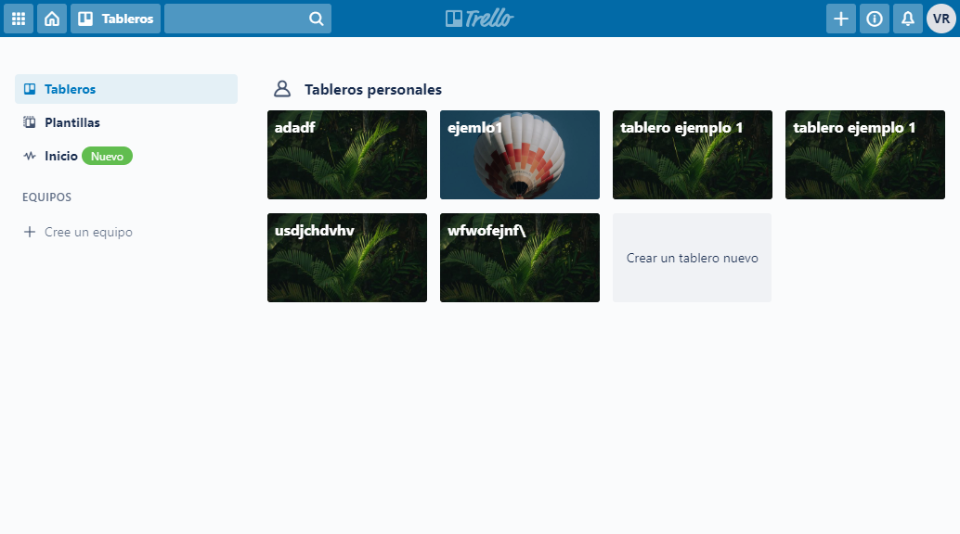 Tableros
Trello
VR
Tableros
Plantillas
Inicio Nuevo
EQUIPOS
Cree un equipo
Tableros personales
adadf
ejemlo1
tablero ejemplo 1
tablero ejemplo 1
usdjchdvhv
wfwofejnf\
Crear un tablero nuevo